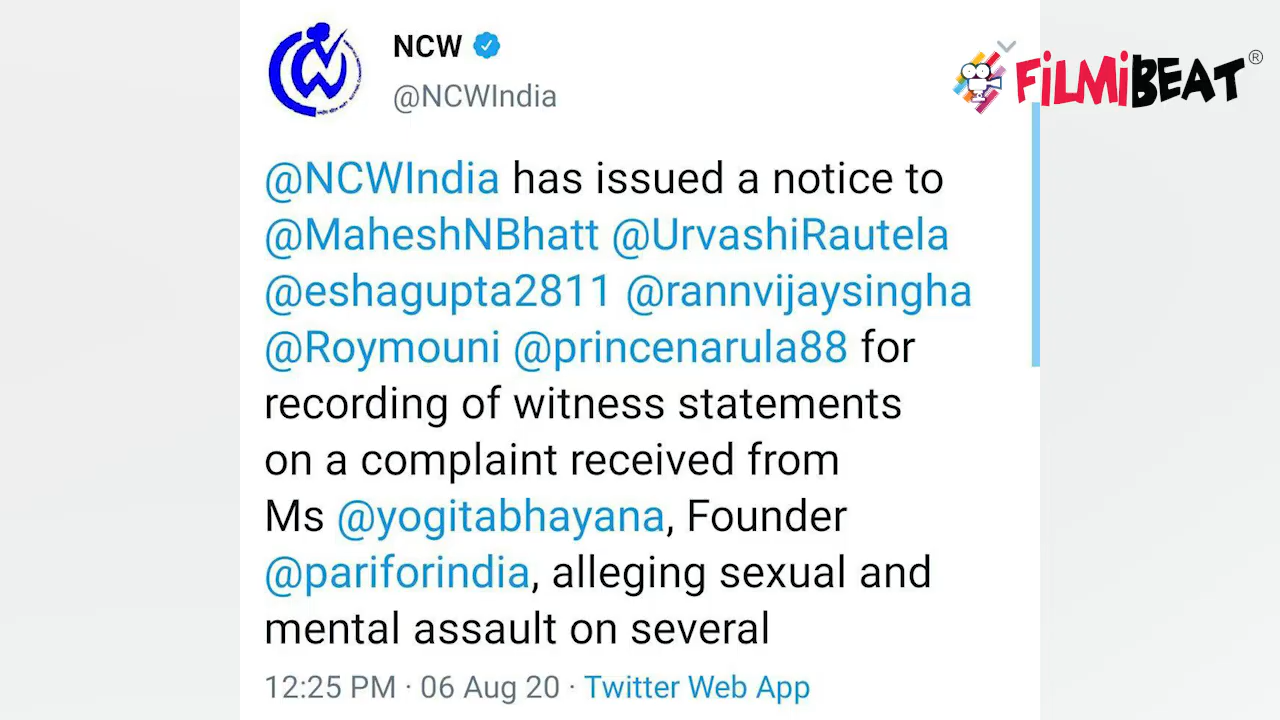 NCW
@NCWIndia
FiLMiBEAT®
@NCWIndia has issued a notice to
@MaheshNBhatt @UrvashiRautela
@eshagupta2811 @rannvijaysingha
@Roymouni @princenarula88 for
recording of witness statements
on a complaint received from
Ms @yogitabhayana, Founder
@pariforindia, alleging sexual and
mental assault on several
12:25 PM · 06 Aug 20 · Twitter Web App